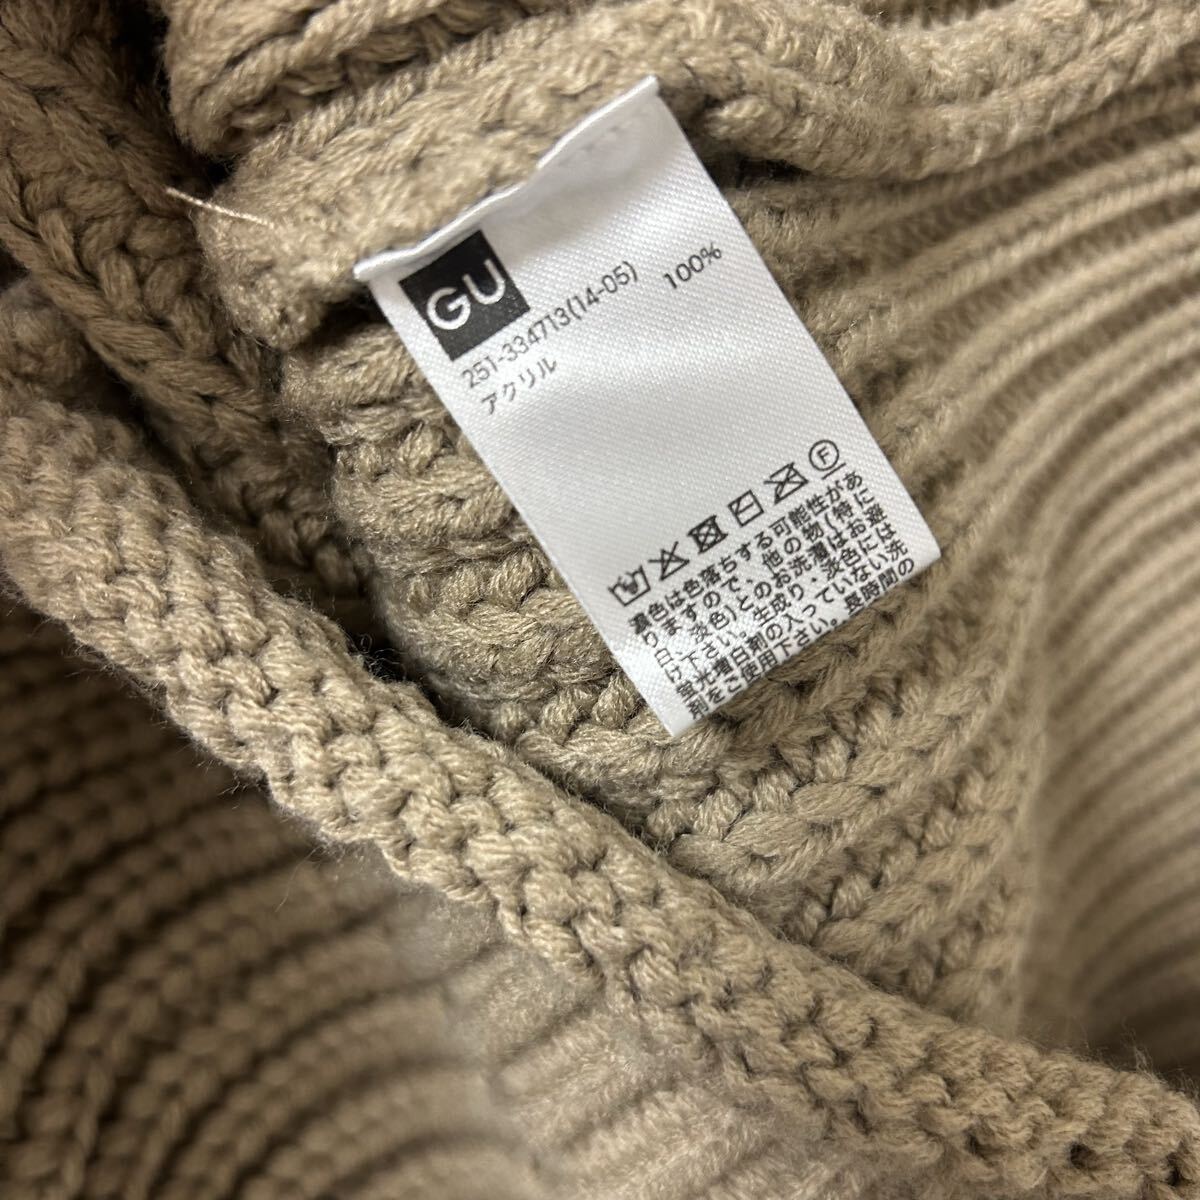 GU
251-334713(14-05)
アクリル 100%
F
濃色は色落ちする可能性があ
りますので、他の物(特に
白、淡色)とのお洗濯はお避
け下さい。生成り・淡色には
蛍光増白剤の入っていない洗
剤をご使用下さい。長時間の